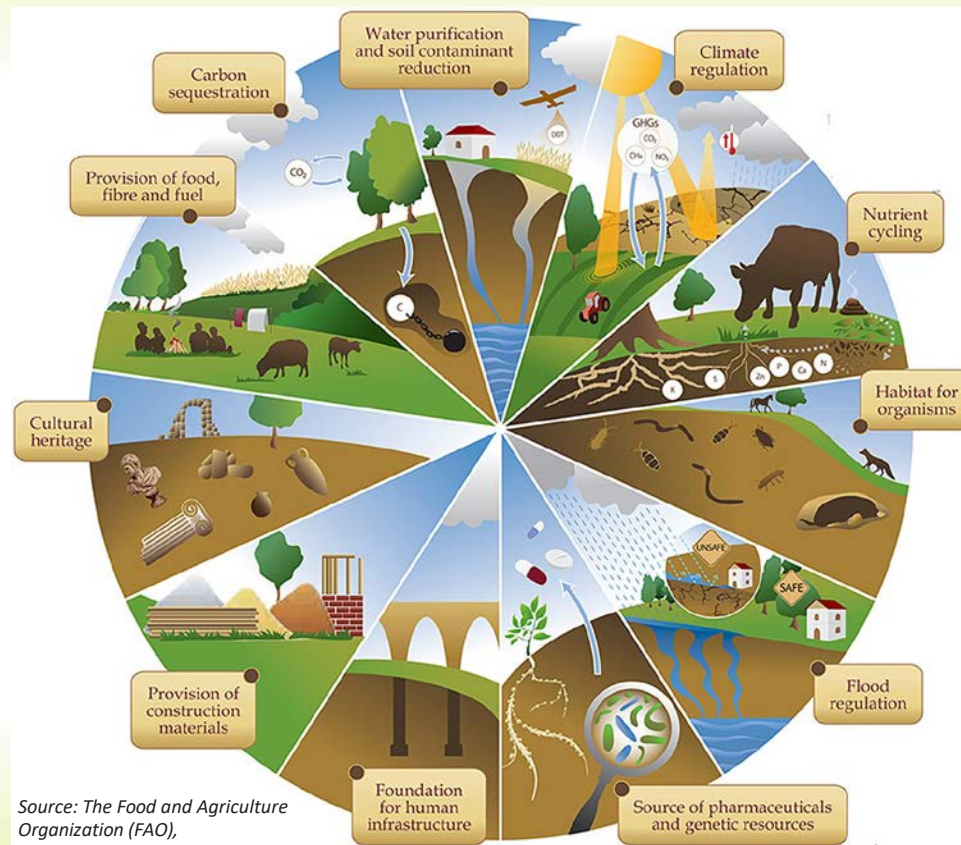 Water purification
and soil contaminant
reduction
Climate
regulation
Carbon
sequestration
DDT
GHGs
CO₂
CH₄
NOₓ
Provision of food,
fibre and fuel
CO₂
Nutrient
cycling
C
K
S
Zn
P
Ca
N
Cultural
heritage
Habitat for
organisms
UNSAFE
SAFE
Provision of
construction
materials
Flood
regulation
Foundation
for human
infrastructure
Source of pharmaceuticals
and genetic resources
Source: The Food and Agriculture
Organization (FAO),